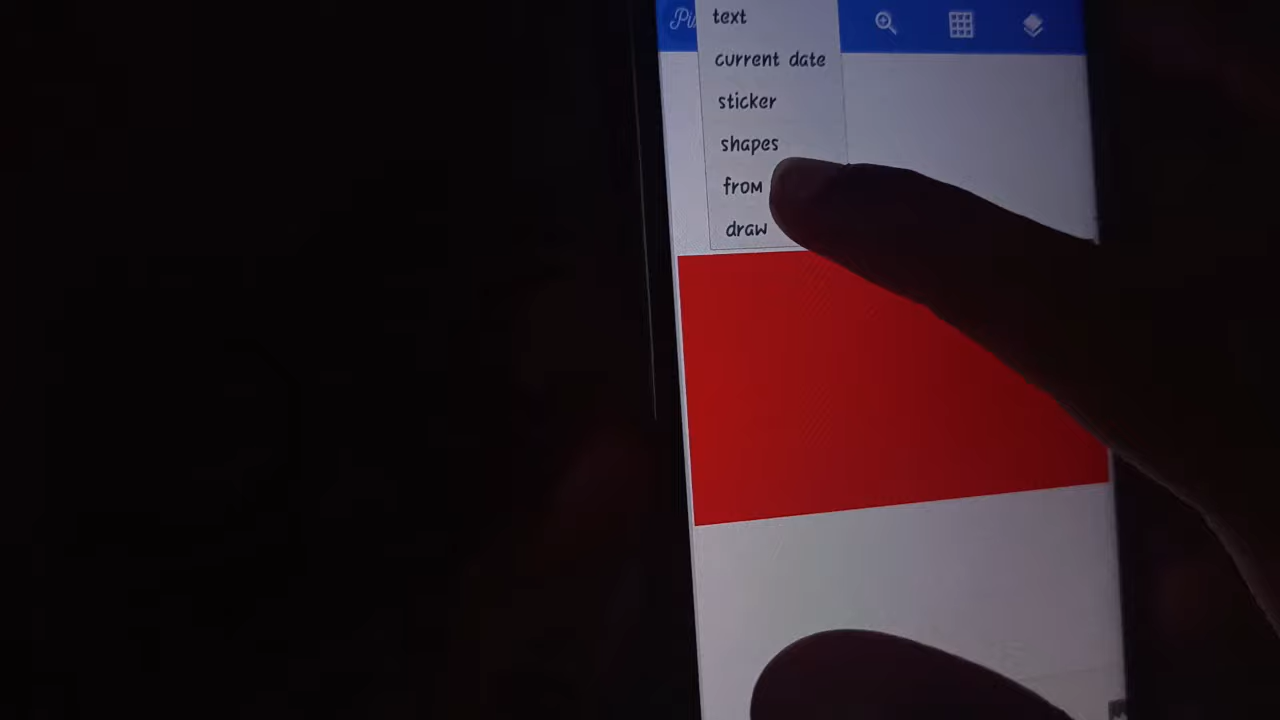 text
current date
sticker
shapes
from
draw